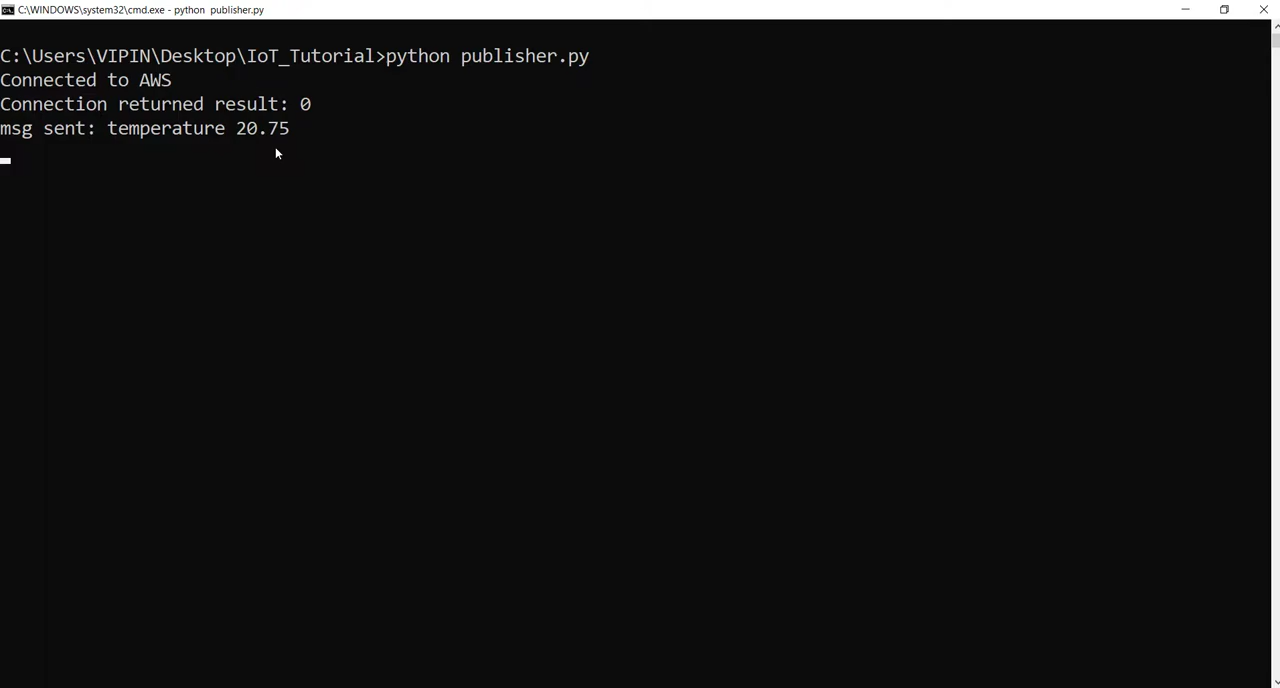 C:\WINDOWS\system32\cmd.exe - python  publisher.py
C:\Users\VIPIN\Desktop\IoT_Tutorial>python publisher.py
Connected to AWS
Connection returned result: 0
msg sent: temperature 20.75